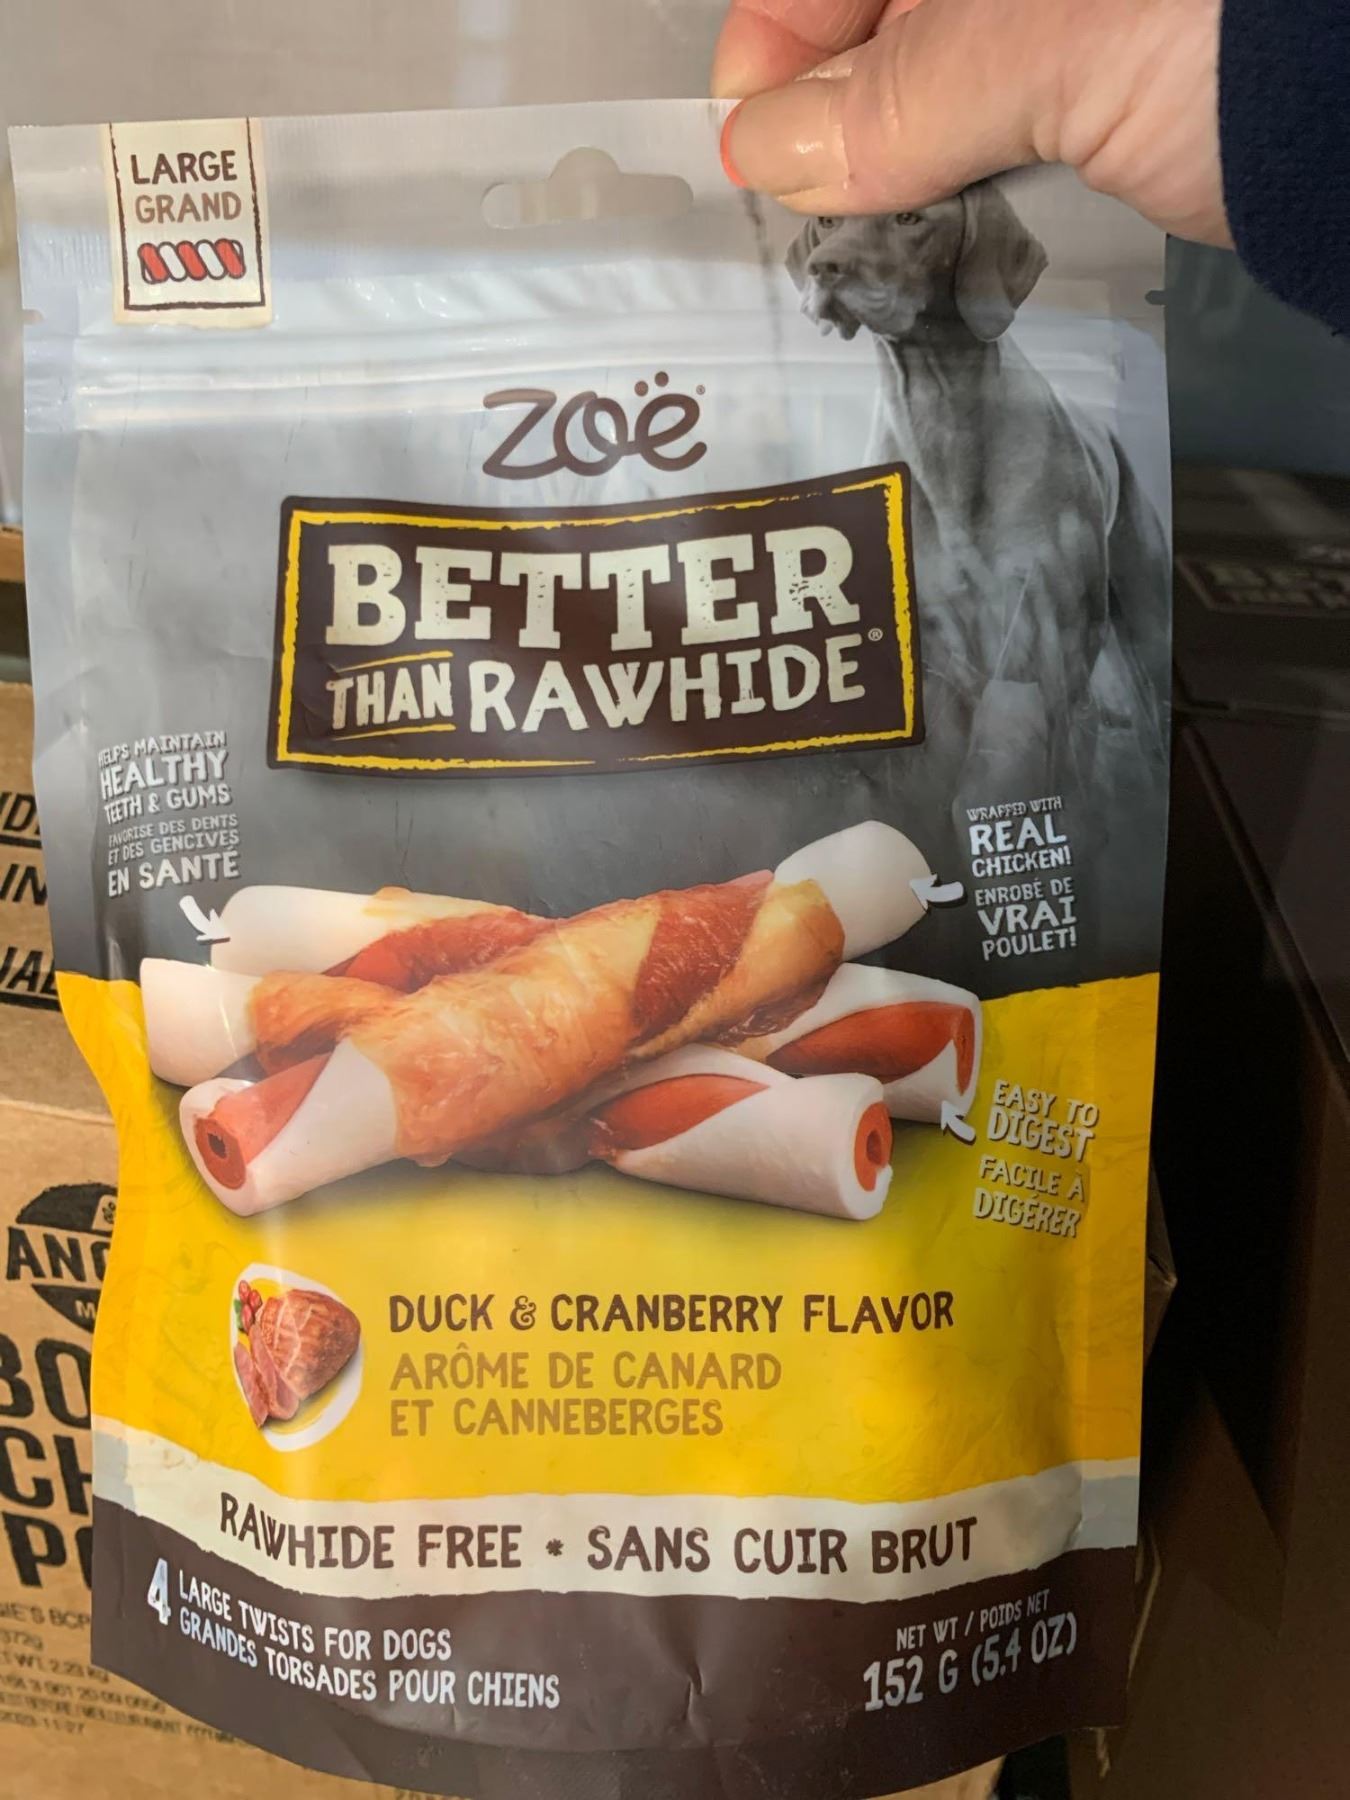 LARGE
GRAND
zoë®
BETTER
THAN RAWHIDE®
HELPS MAINTAIN
HEALTHY
TEETH & GUMS
FAVORISE DES DENTS
ET DES GENCIVES
EN SANTÉ
WRAPPED WITH
REAL
CHICKEN!
ENROBÉ DE
VRAI
POULET!
EASY TO
DIGEST
FACILE À
DIGÉRER
DUCK & CRANBERRY FLAVOR
ARÔME DE CANARD
ET CANNEBERGES
RAWHIDE FREE * SANS CUIR BRUT
4 LARGE TWISTS FOR DOGS
GRANDES TORSADES POUR CHIENS
NET WT / POIDS NET
152 G (5.4 OZ)